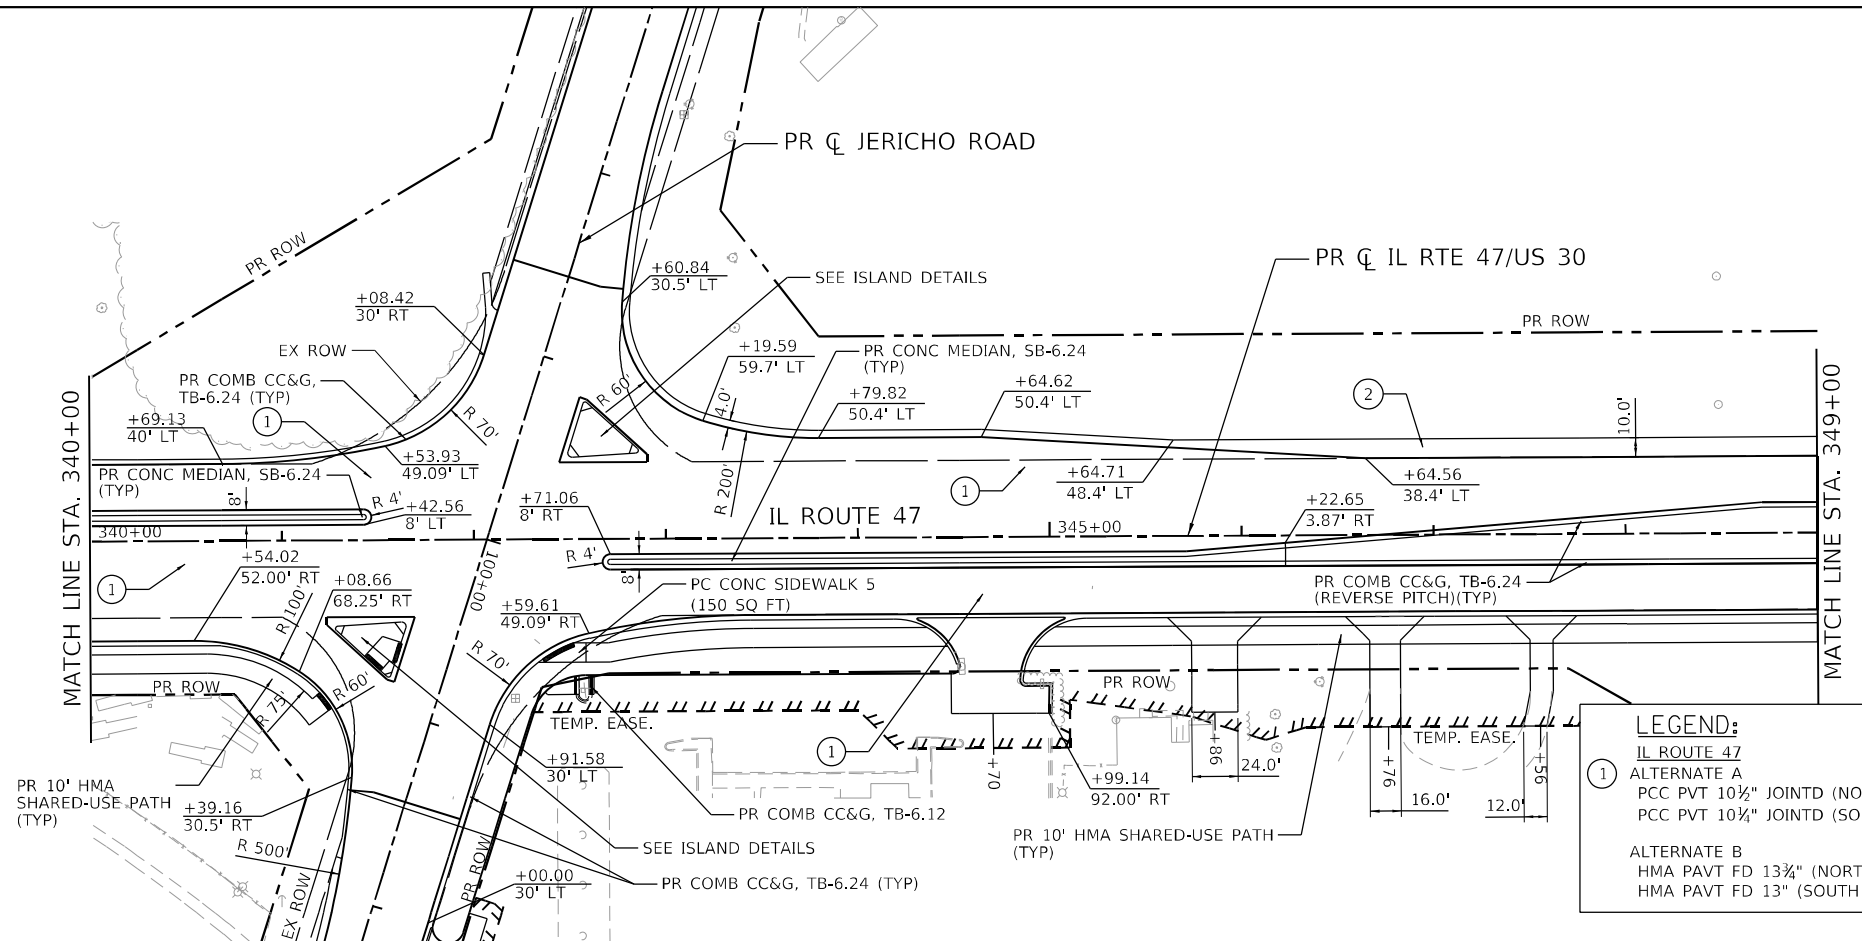 PR ℄ JERICHO ROAD
PR ROW
+60.84
30.5' LT
SEE ISLAND DETAILS
PR ℄ IL RTE 47/US 30
+08.42
30' RT
PR ROW
EX ROW
+19.59
59.7' LT
PR CONC MEDIAN, SB-6.24
(TYP)
PR COMB CC&G,
TB-6.24 (TYP)
R 60'
+64.62
50.4' LT
+79.82
50.4' LT
4.0'
2
10.0'
MATCH LINE STA. 340+00
MATCH LINE STA. 349+00
+69.13
40' LT
1
R 70'
+53.93
49.09' LT
PR CONC MEDIAN, SB-6.24
(TYP)
8'
R 4'
+42.56
8' LT
+71.06
8' RT
R 200'
1
+64.71
48.4' LT
+64.56
38.4' LT
+22.65
3.87' RT
IL ROUTE 47
340+00
345+00
100+00
R 4'
8'
+54.02
52.00' RT
1
+08.66
68.25' RT
R 100'
PC CONC SIDEWALK 5
(150 SQ FT)
+59.61
49.09' RT
PR COMB CC&G, TB-6.24
(REVERSE PITCH)(TYP)
R 70'
PR ROW
R 60'
R 75'
PR ROW
TEMP. EASE.
TEMP. EASE.
1
+91.58
30' LT
+70
+99.14
92.00' RT
+86
24.0'
+76
16.0'
+56
12.0'
PR 10' HMA
SHARED-USE PATH
(TYP)
+39.16
30.5' RT
PR COMB CC&G, TB-6.12
PR 10' HMA SHARED-USE PATH
(TYP)
R 500'
SEE ISLAND DETAILS
PR COMB CC&G, TB-6.24 (TYP)
+00.00
30' LT
EX ROW
PR ROW
LEGEND:
IL ROUTE 47
1
ALTERNATE A
PCC PVT 10½" JOINTD (NO
PCC PVT 10¼" JOINTD (SO
ALTERNATE B
HMA PAVT FD 13¾" (NORT
HMA PAVT FD 13" (SOUTH